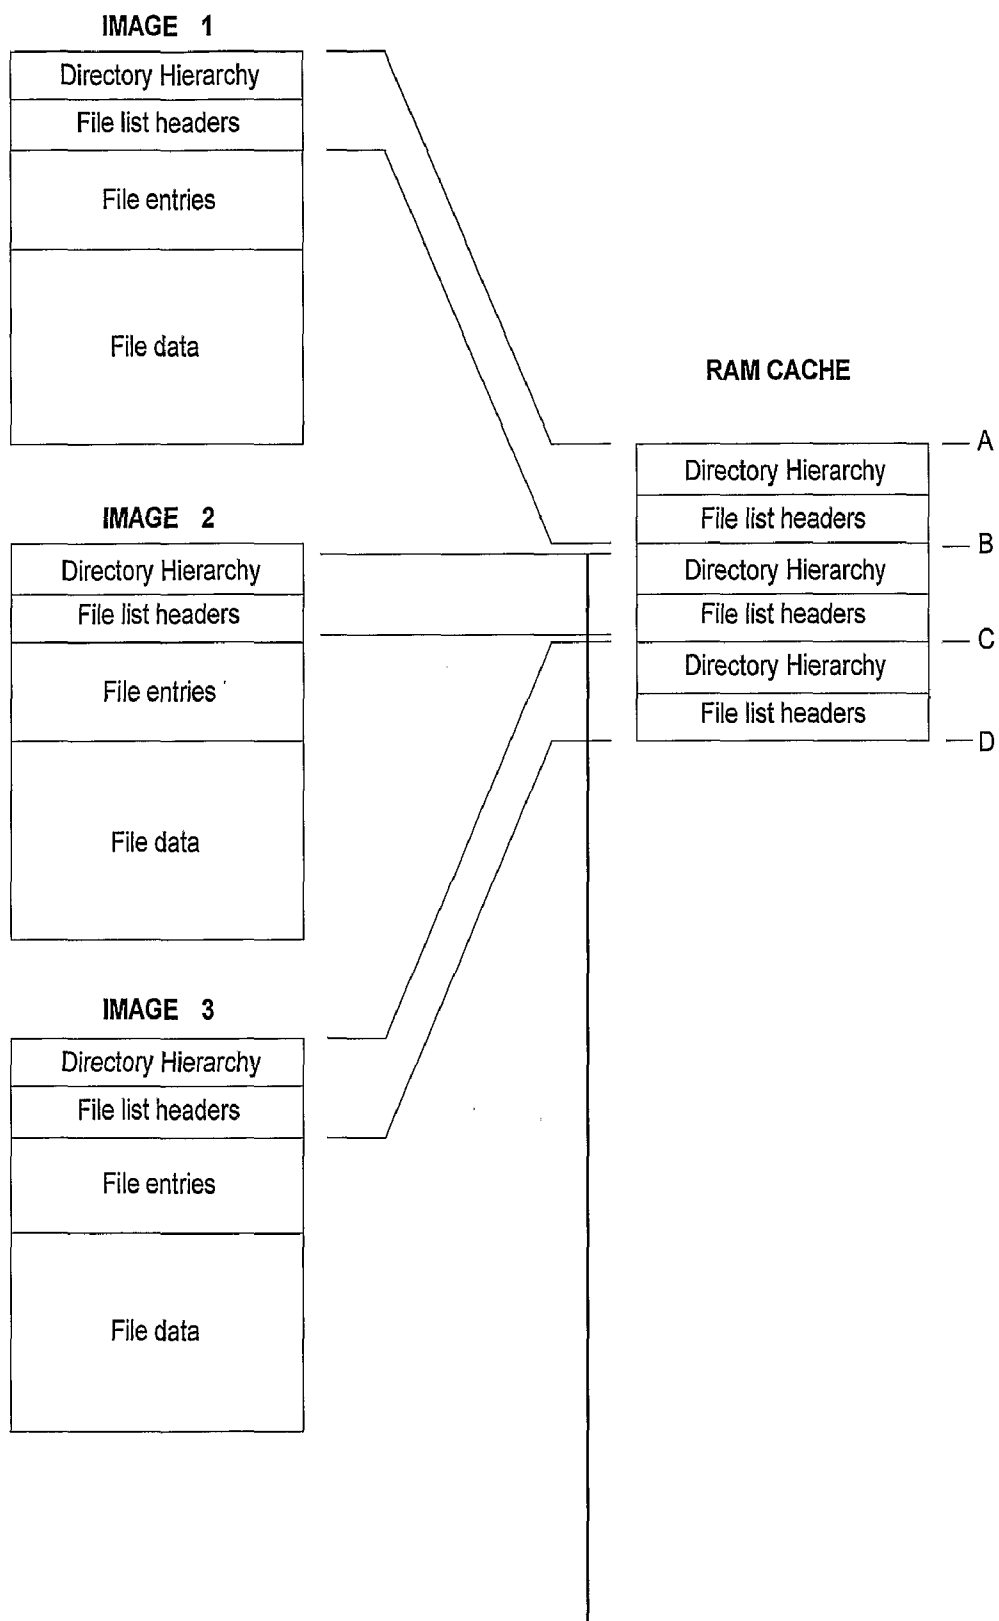 IMAGE 1
Directory Hierarchy
File list headers
File entries
File data
IMAGE 2
Directory Hierarchy
File list headers
File entries
File data
IMAGE 3
Directory Hierarchy
File list headers
File entries
File data
RAM CACHE
Directory Hierarchy
File list headers
Directory Hierarchy
File list headers
Directory Hierarchy
File list headers
A
B
C
D